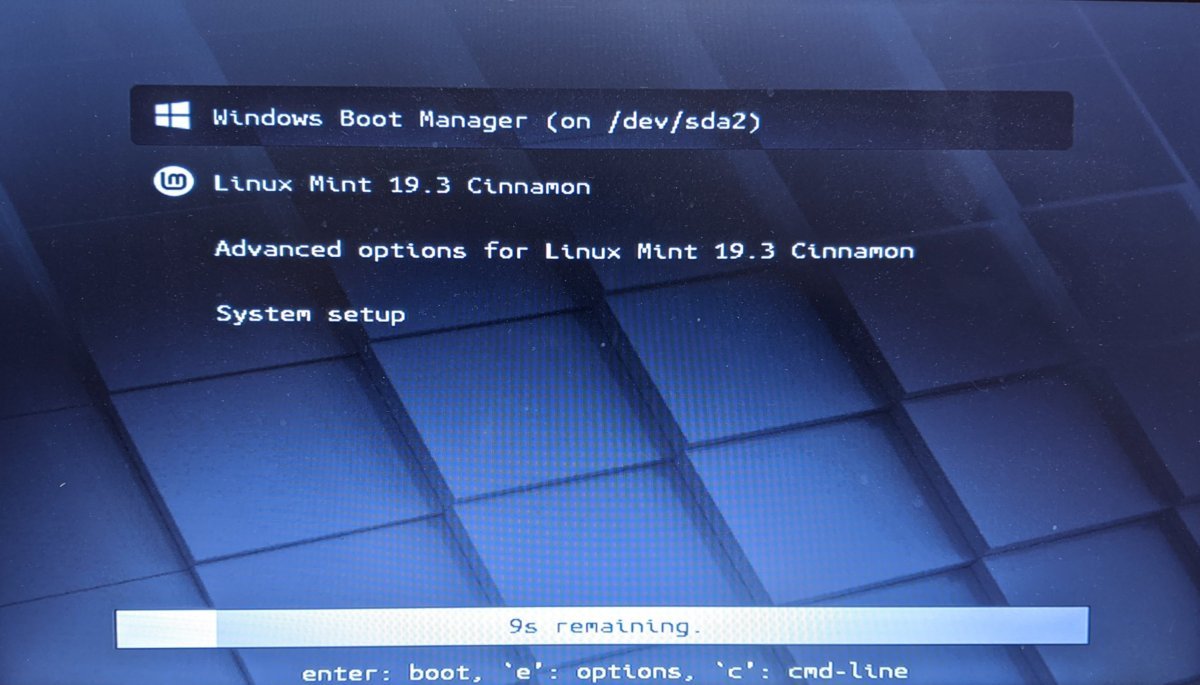 Windows Boot Manager (on /dev/sda2)
Linux Mint 19.3 Cinnamon
Advanced options for Linux Mint 19.3 Cinnamon
System setup
9s remaining.
enter: boot, `e': options, `c': cmd-line